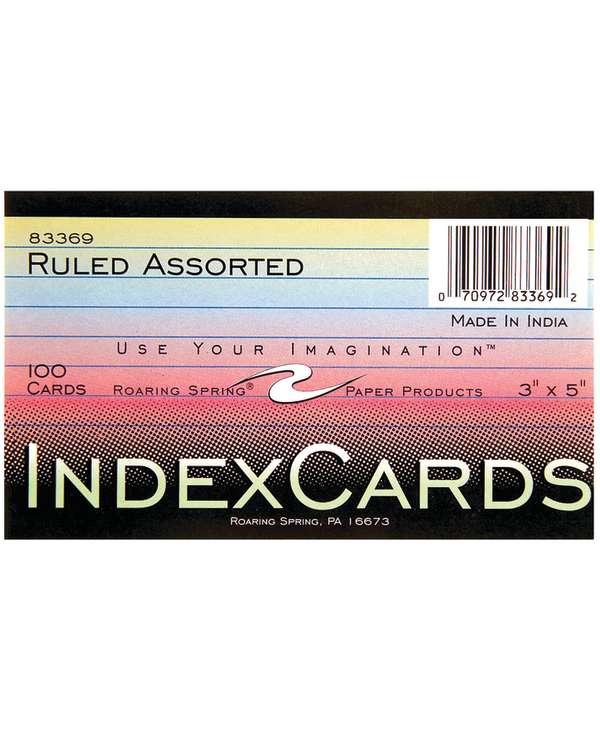 83369
RULED ASSORTED
0 70972 83369 2
MADE IN INDIA
USE YOUR IMAGINATION™
100
CARDS
ROARING SPRING® PAPER PRODUCTS 3" X 5"
INDEXCARDS
ROARING SPRING, PA 16673